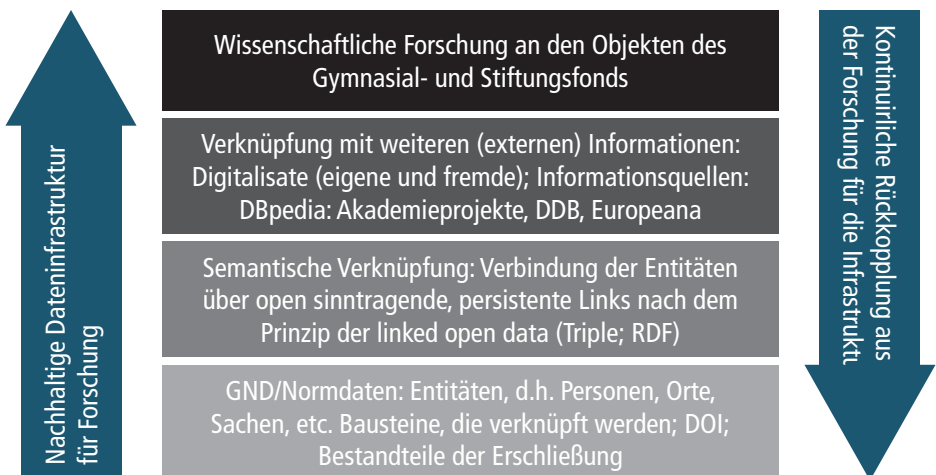 Nachhaltige Dateninfrastruktur
für Forschung
Wissenschaftliche Forschung an den Objekten des
Gymnasial- und Stiftungsfonds
Verknüpfung mit weiteren (externen) Informationen:
Digitalisate (eigene und fremde); Informationsquellen:
DBpedia: Akademieprojekte, DDB, Europeana
Semantische Verknüpfung: Verbindung der Entitäten
über open sinntragende, persistente Links nach dem
Prinzip der linked open data (Triple; RDF)
GND/Normdaten: Entitäten, d.h. Personen, Orte,
Sachen, etc. Bausteine, die verknüpft werden; DOI;
Bestandteile der Erschließung
Kontinuirliche Rückkopplung aus
der Forschung für die Infrastruktu